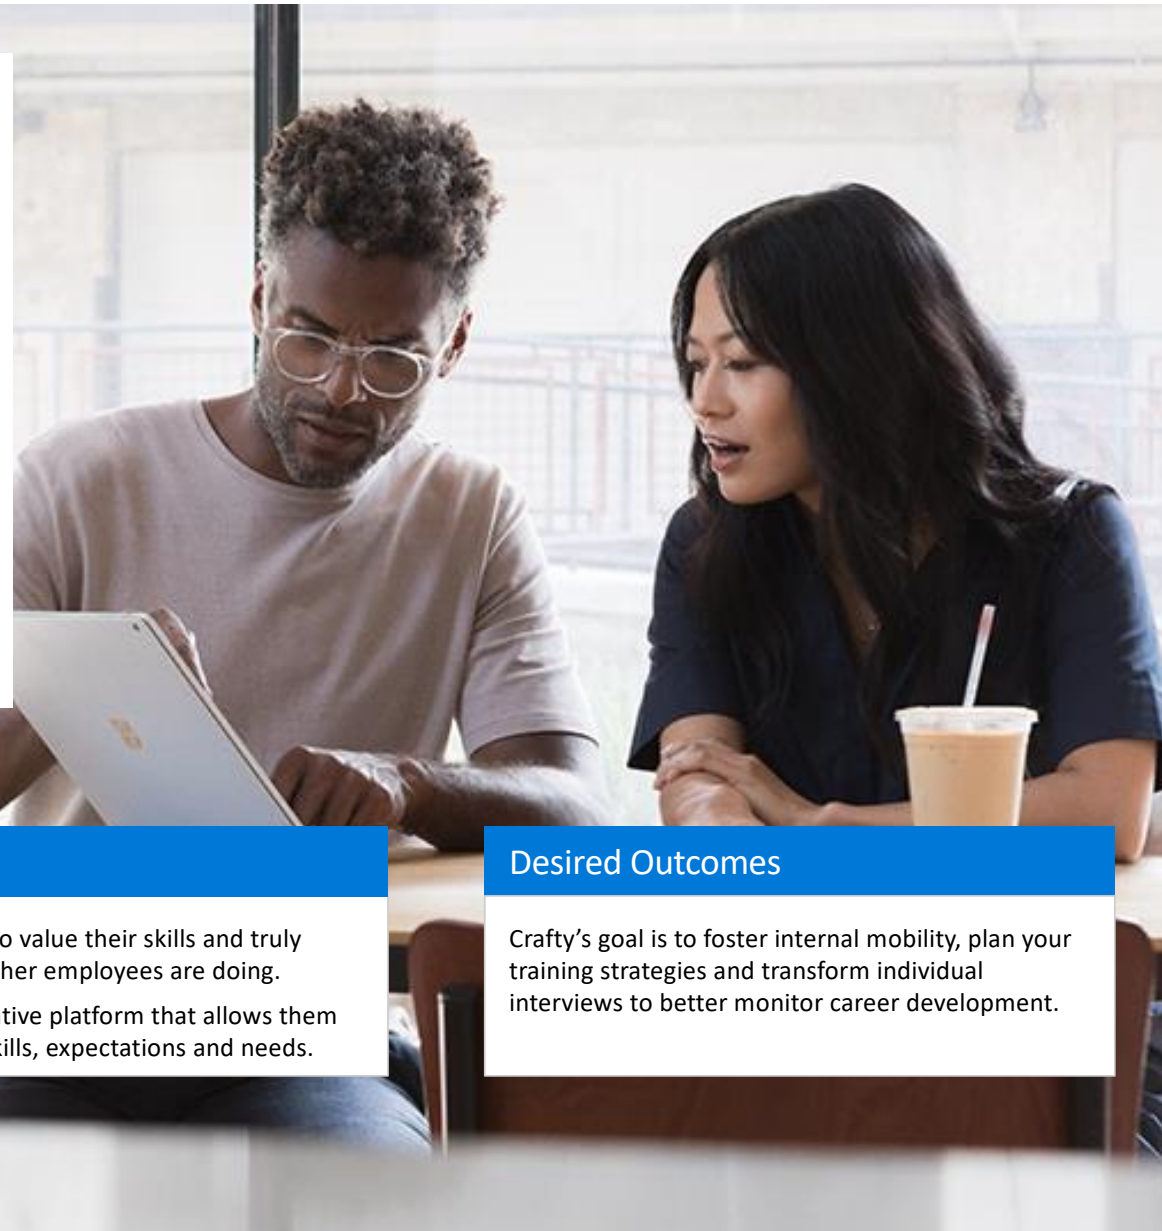 value their skills and truly
her employees are doing.
tive platform that allows them
ills, expectations and needs.
Desired Outcomes
Crafty’s goal is to foster internal mobility, plan your
training strategies and transform individual
interviews to better monitor career development.